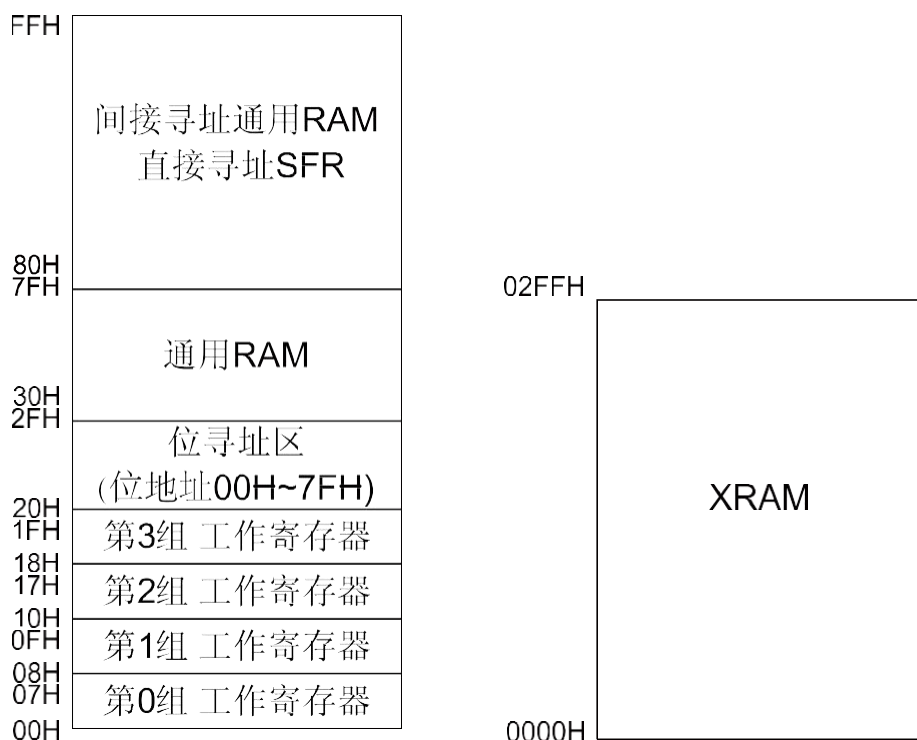 FFH
间接寻址通用RAM
直接寻址SFR
80H
7FH
通用RAM
30H
2FH
位寻址区
(位地址00H~7FH)
20H
1FH
第3组 工作寄存器
18H
17H
第2组 工作寄存器
10H
0FH
第1组 工作寄存器
08H
07H
第0组 工作寄存器
00H
02FFH
XRAM
0000H